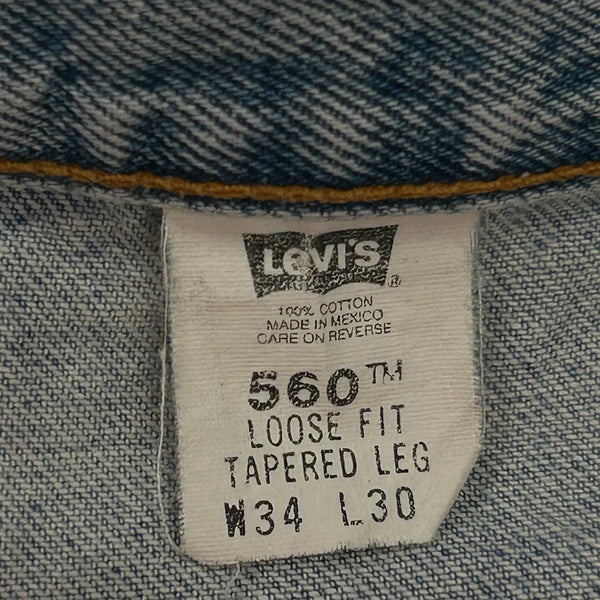 LeVI'S ®
100% COTTON
MADE IN MEXICO
CARE ON REVERSE
560™
LOOSE FIT
TAPERED LEG
W34 L30